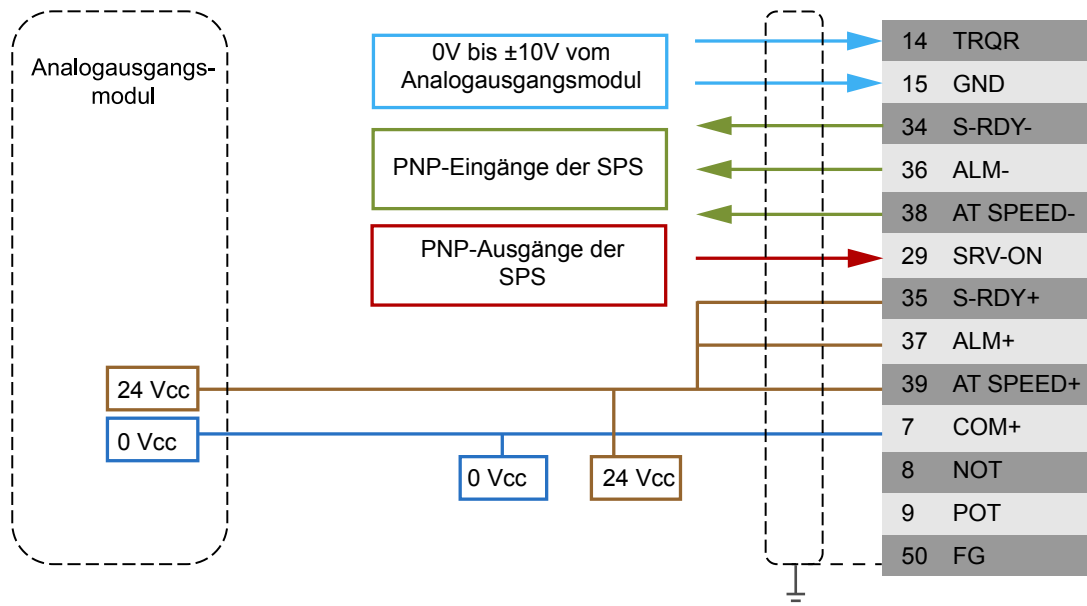 Analogausgangs-
modul
0V bis ±10V vom
Analogausgangsmodul
PNP-Eingänge der SPS
PNP-Ausgänge der
SPS
24 Vcc
0 Vcc
0 Vcc
24 Vcc
14 TRQR
15 GND
34 S-RDY-
36 ALM-
38 AT SPEED-
29 SRV-ON
35 S-RDY+
37 ALM+
39 AT SPEED+
7 COM+
8 NOT
9 POT
50 FG